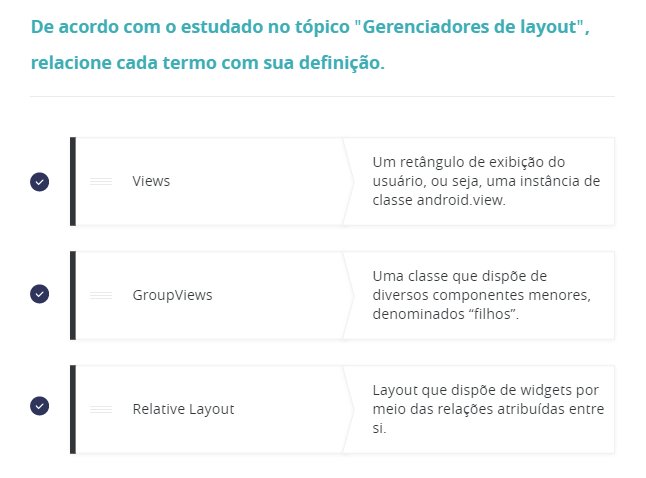 De acordo com o estudado no tópico "Gerenciadores de layout",
relacione cada termo com sua definição.
Views
Um retângulo de exibição do
usuário, ou seja, uma instância de
classe android.view.
GroupViews
Uma classe que dispõe de
diversos componentes menores,
denominados “filhos”.
Relative Layout
Layout que dispõe de widgets por
meio das relações atribuídas entre
si.